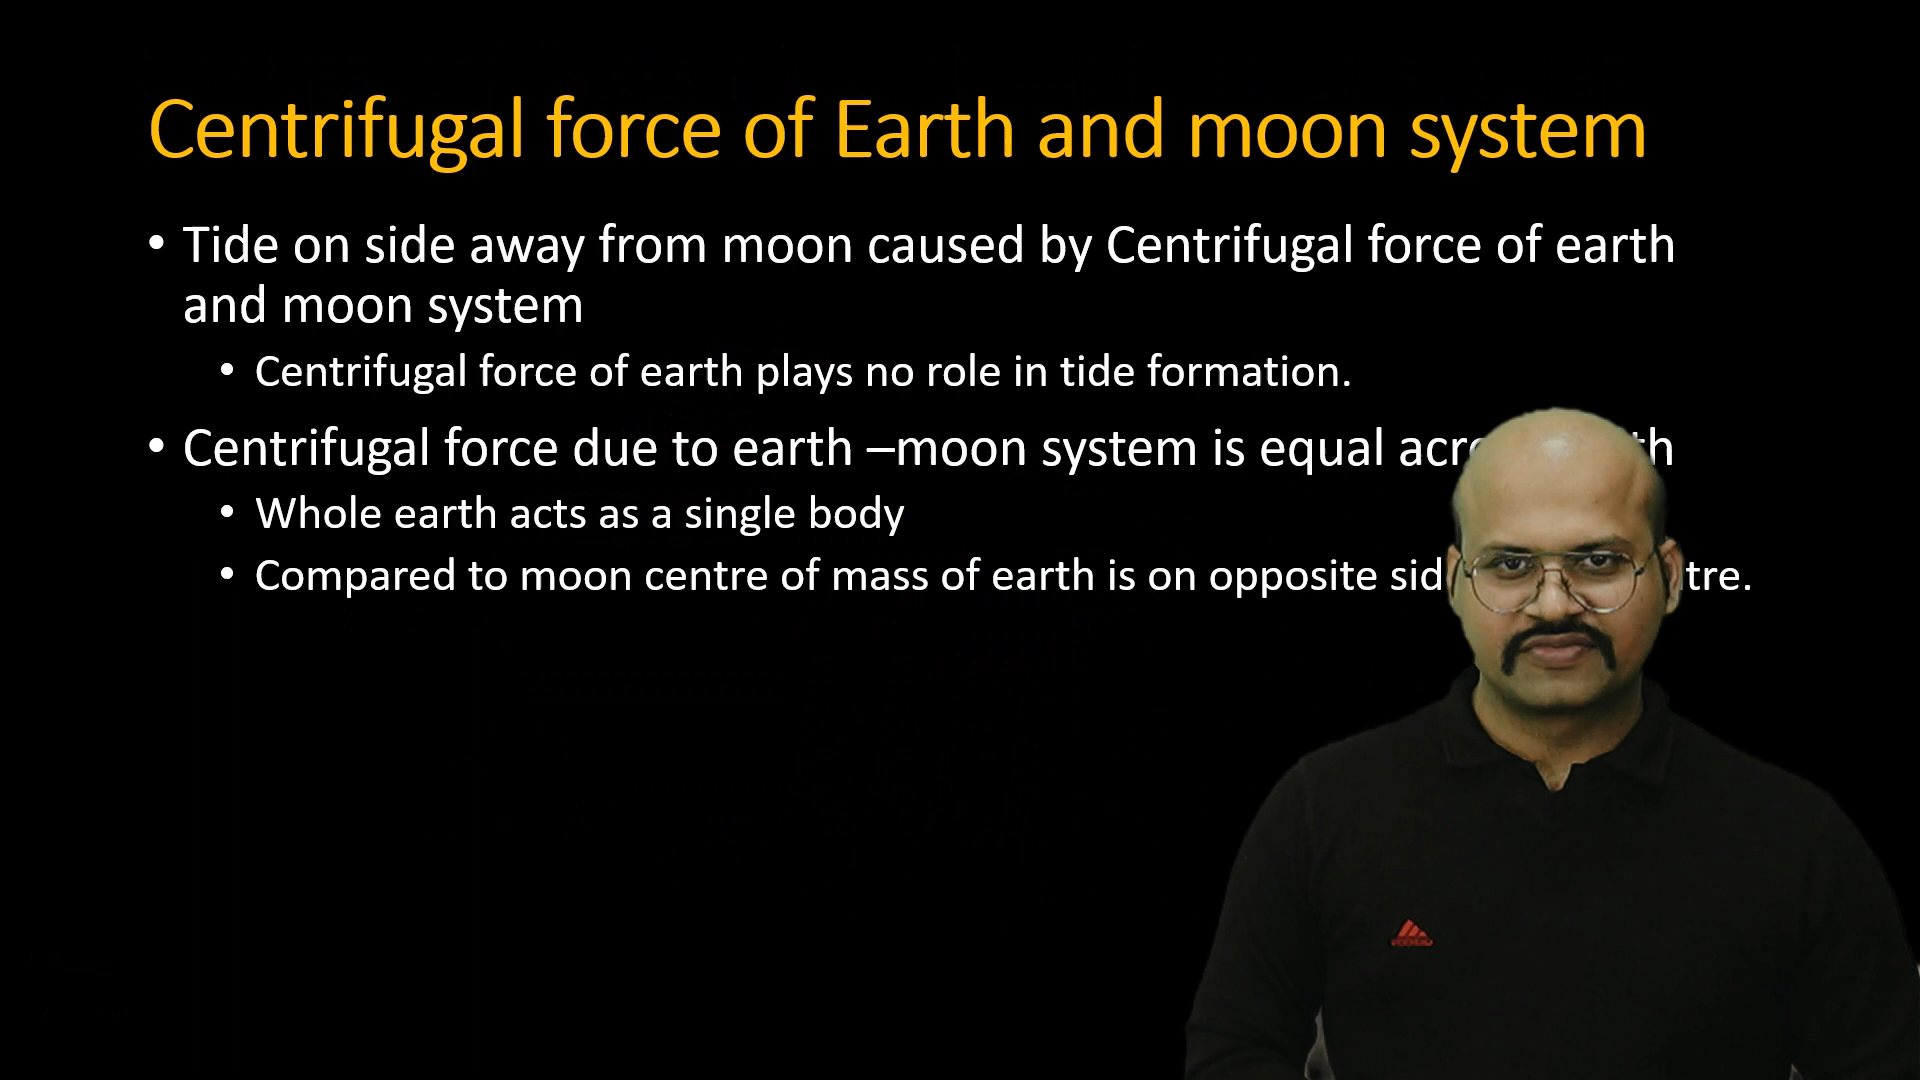 Centrifugal force of Earth and moon system
• Tide on side away from moon caused by Centrifugal force of earth
and moon system
• Centrifugal force of earth plays no role in tide formation.
• Centrifugal force due to earth –moon system is equal
• Whole earth acts as a single body
• Compared to moon centre of mass of earth is on opposite